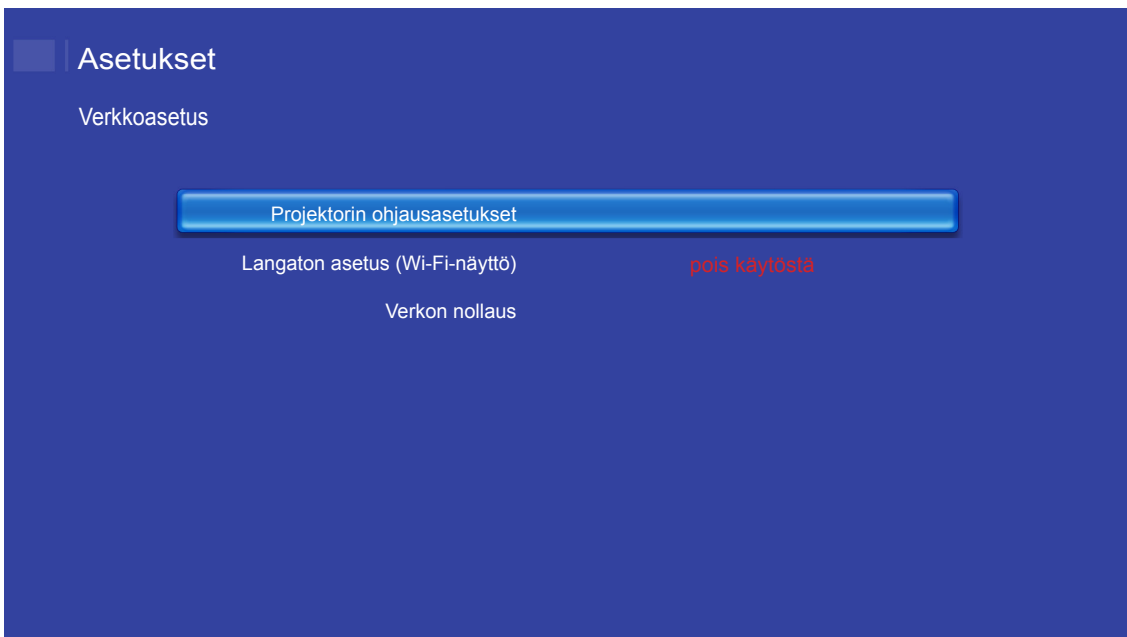 Asetukset
Verkkoasetus
Projektorin ohjausasetukset
Langaton asetus (Wi-Fi-näyttö) pois käytöstä
Verkon nollaus